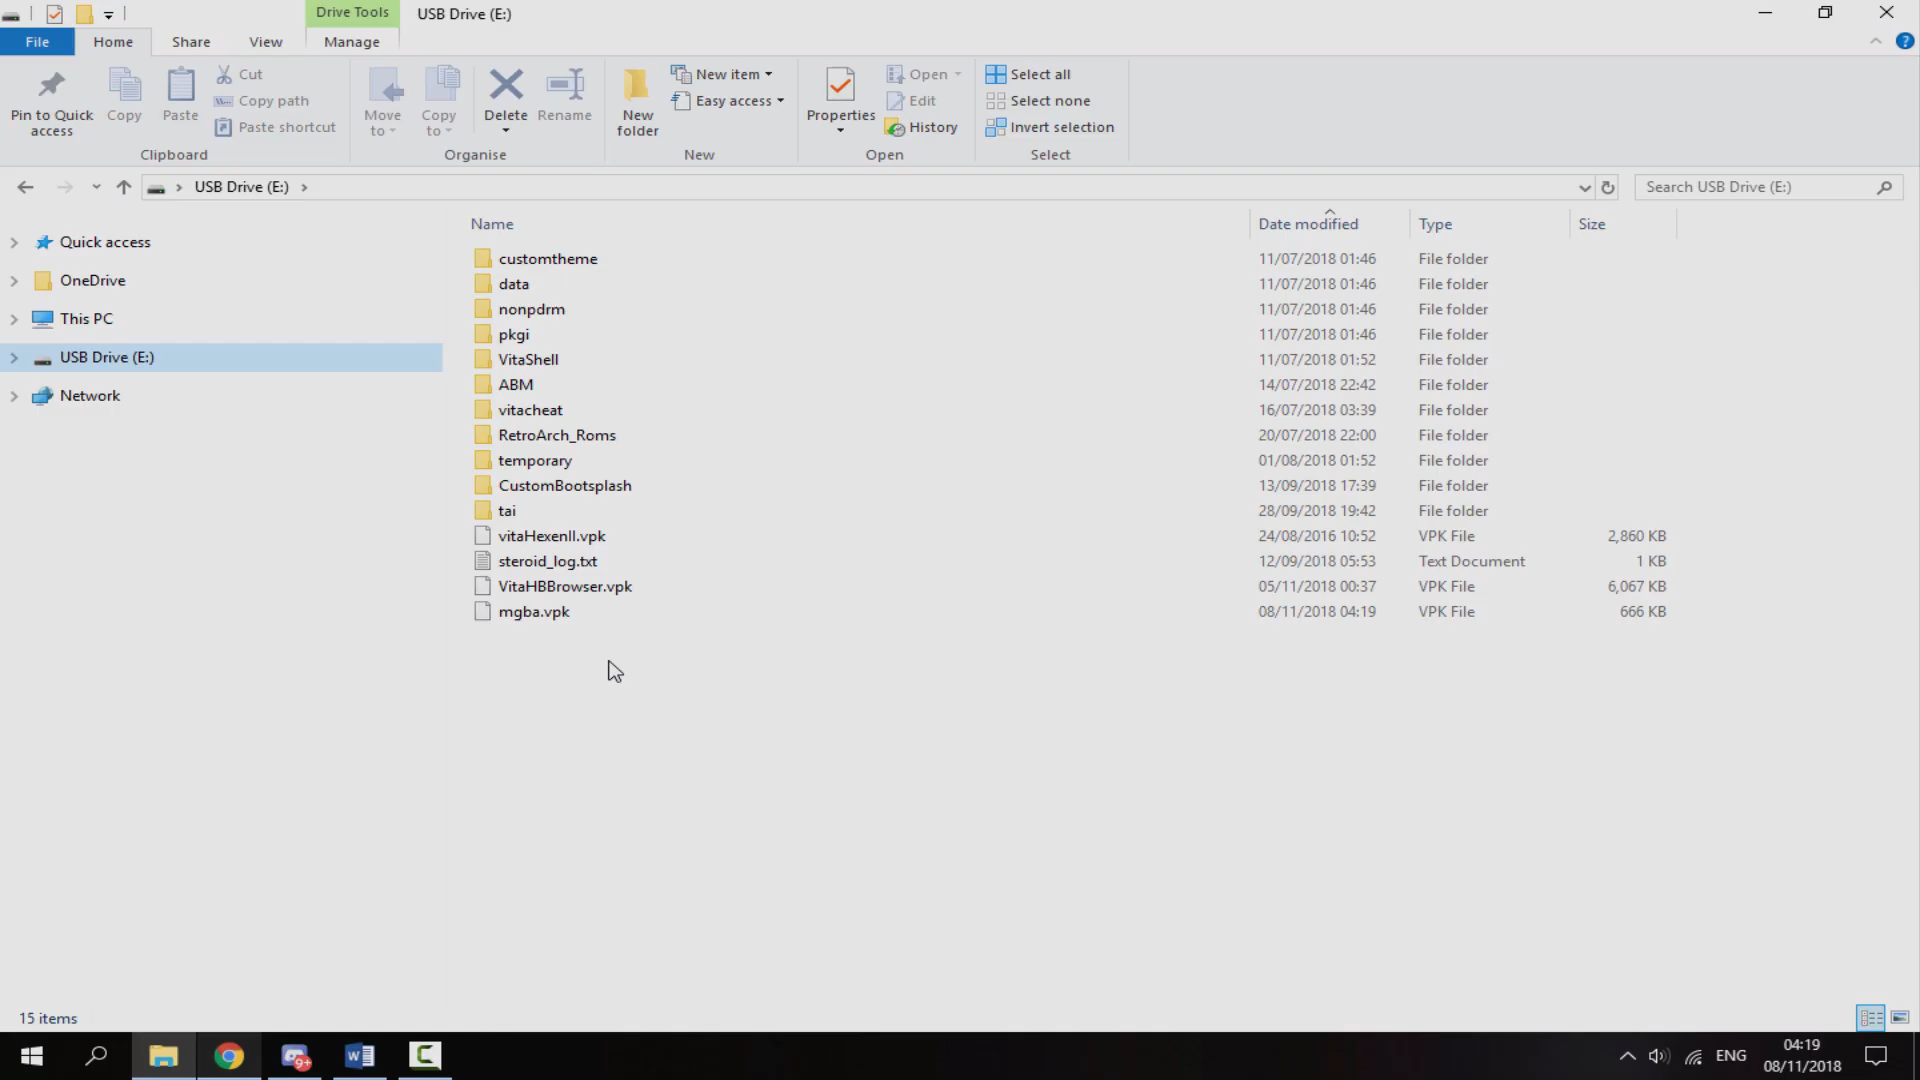 Drive Tools
USB Drive (E:)
File
Home
Share
View
Manage
Pin to Quick access
Copy
Paste
Cut
Copy path
Paste shortcut
Clipboard
Move to
Copy to
Delete
Rename
Organise
New folder
New item
Easy access
New
Properties
Open
Edit
History
Open
Select all
Select none
Invert selection
Select
USB Drive (E:)
Search USB Drive (E:)
Quick access
OneDrive
This PC
USB Drive (E:)
Network
Name Date modified Type Size
customtheme 11/07/2018 01:46 File folder
data 11/07/2018 01:46 File folder
nonpdrm 11/07/2018 01:46 File folder
pkgi 11/07/2018 01:46 File folder
VitaShell 11/07/2018 01:52 File folder
ABM 14/07/2018 22:42 File folder
vitacheat 16/07/2018 03:39 File folder
RetroArch_Roms 20/07/2018 22:00 File folder
temporary 01/08/2018 01:52 File folder
CustomBootsplash 13/09/2018 17:39 File folder
tai 28/09/2018 19:42 File folder
vitaHexenII.vpk 24/08/2016 10:52 VPK File 2,860 KB
steroid_log.txt 12/09/2018 05:53 Text Document 1 KB
VitaHBBrowser.vpk 05/11/2018 00:37 VPK File 6,067 KB
mgba.vpk 08/11/2018 04:19 VPK File 666 KB
15 items
9+
ENG
04:19
08/11/2018